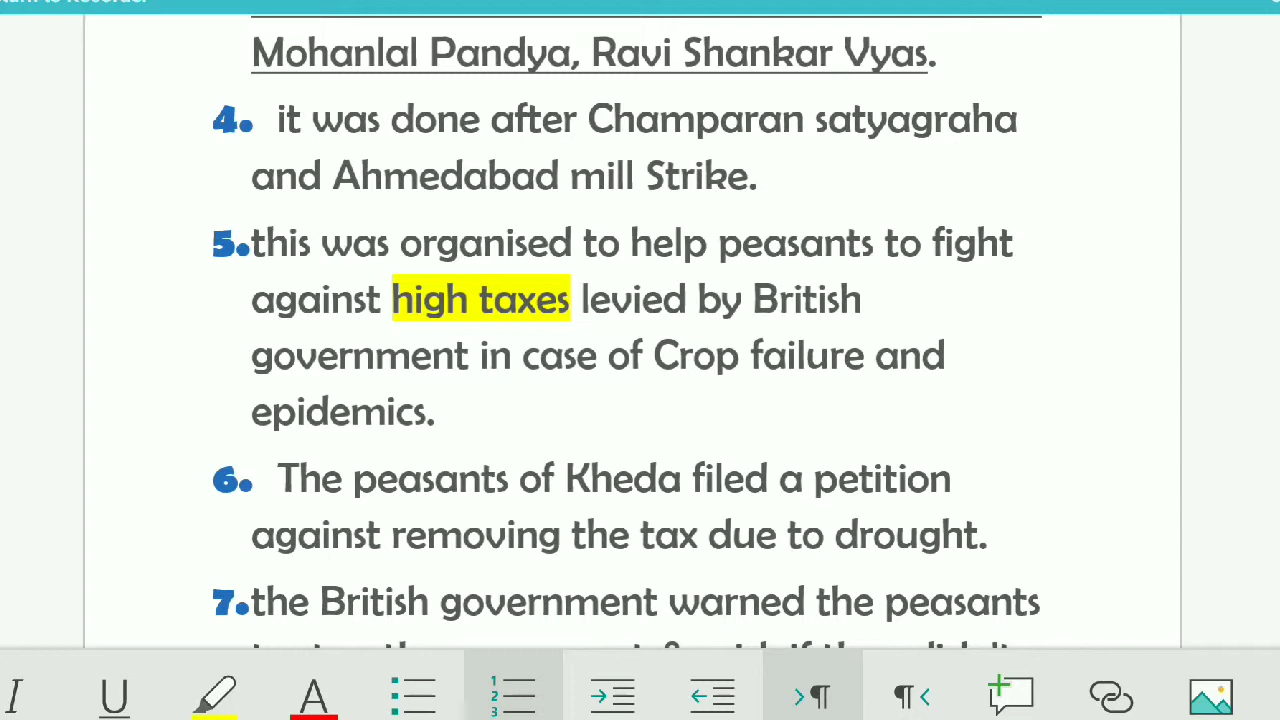 Mohanlal Pandya, Ravi Shankar Vyas.
4. it was done after Champaran satyagraha
and Ahmedabad mill Strike.
5. this was organised to help peasants to fight
against high taxes levied by British
government in case of Crop failure and
epidemics.
6. The peasants of Kheda filed a petition
against removing the tax due to drought.
7. the British government warned the peasants
I U A